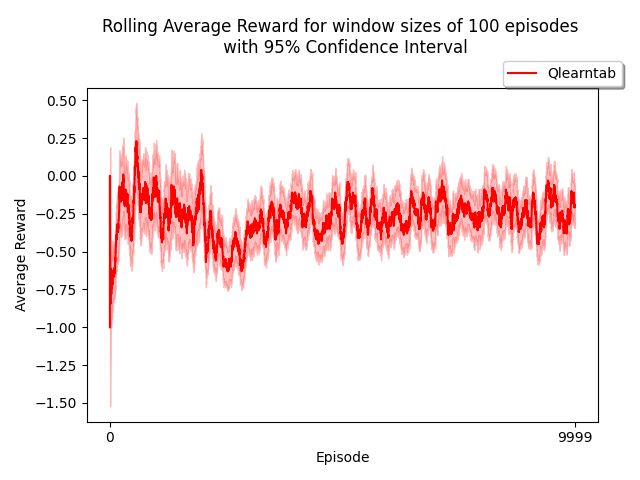 Rolling Average Reward for window sizes of 100 episodes
with 95% Confidence Interval
Qlearntab
0.50
0.25
0.00
−0.25
−0.50
−0.75
−1.00
−1.25
−1.50
Average Reward
0 9999
Episode